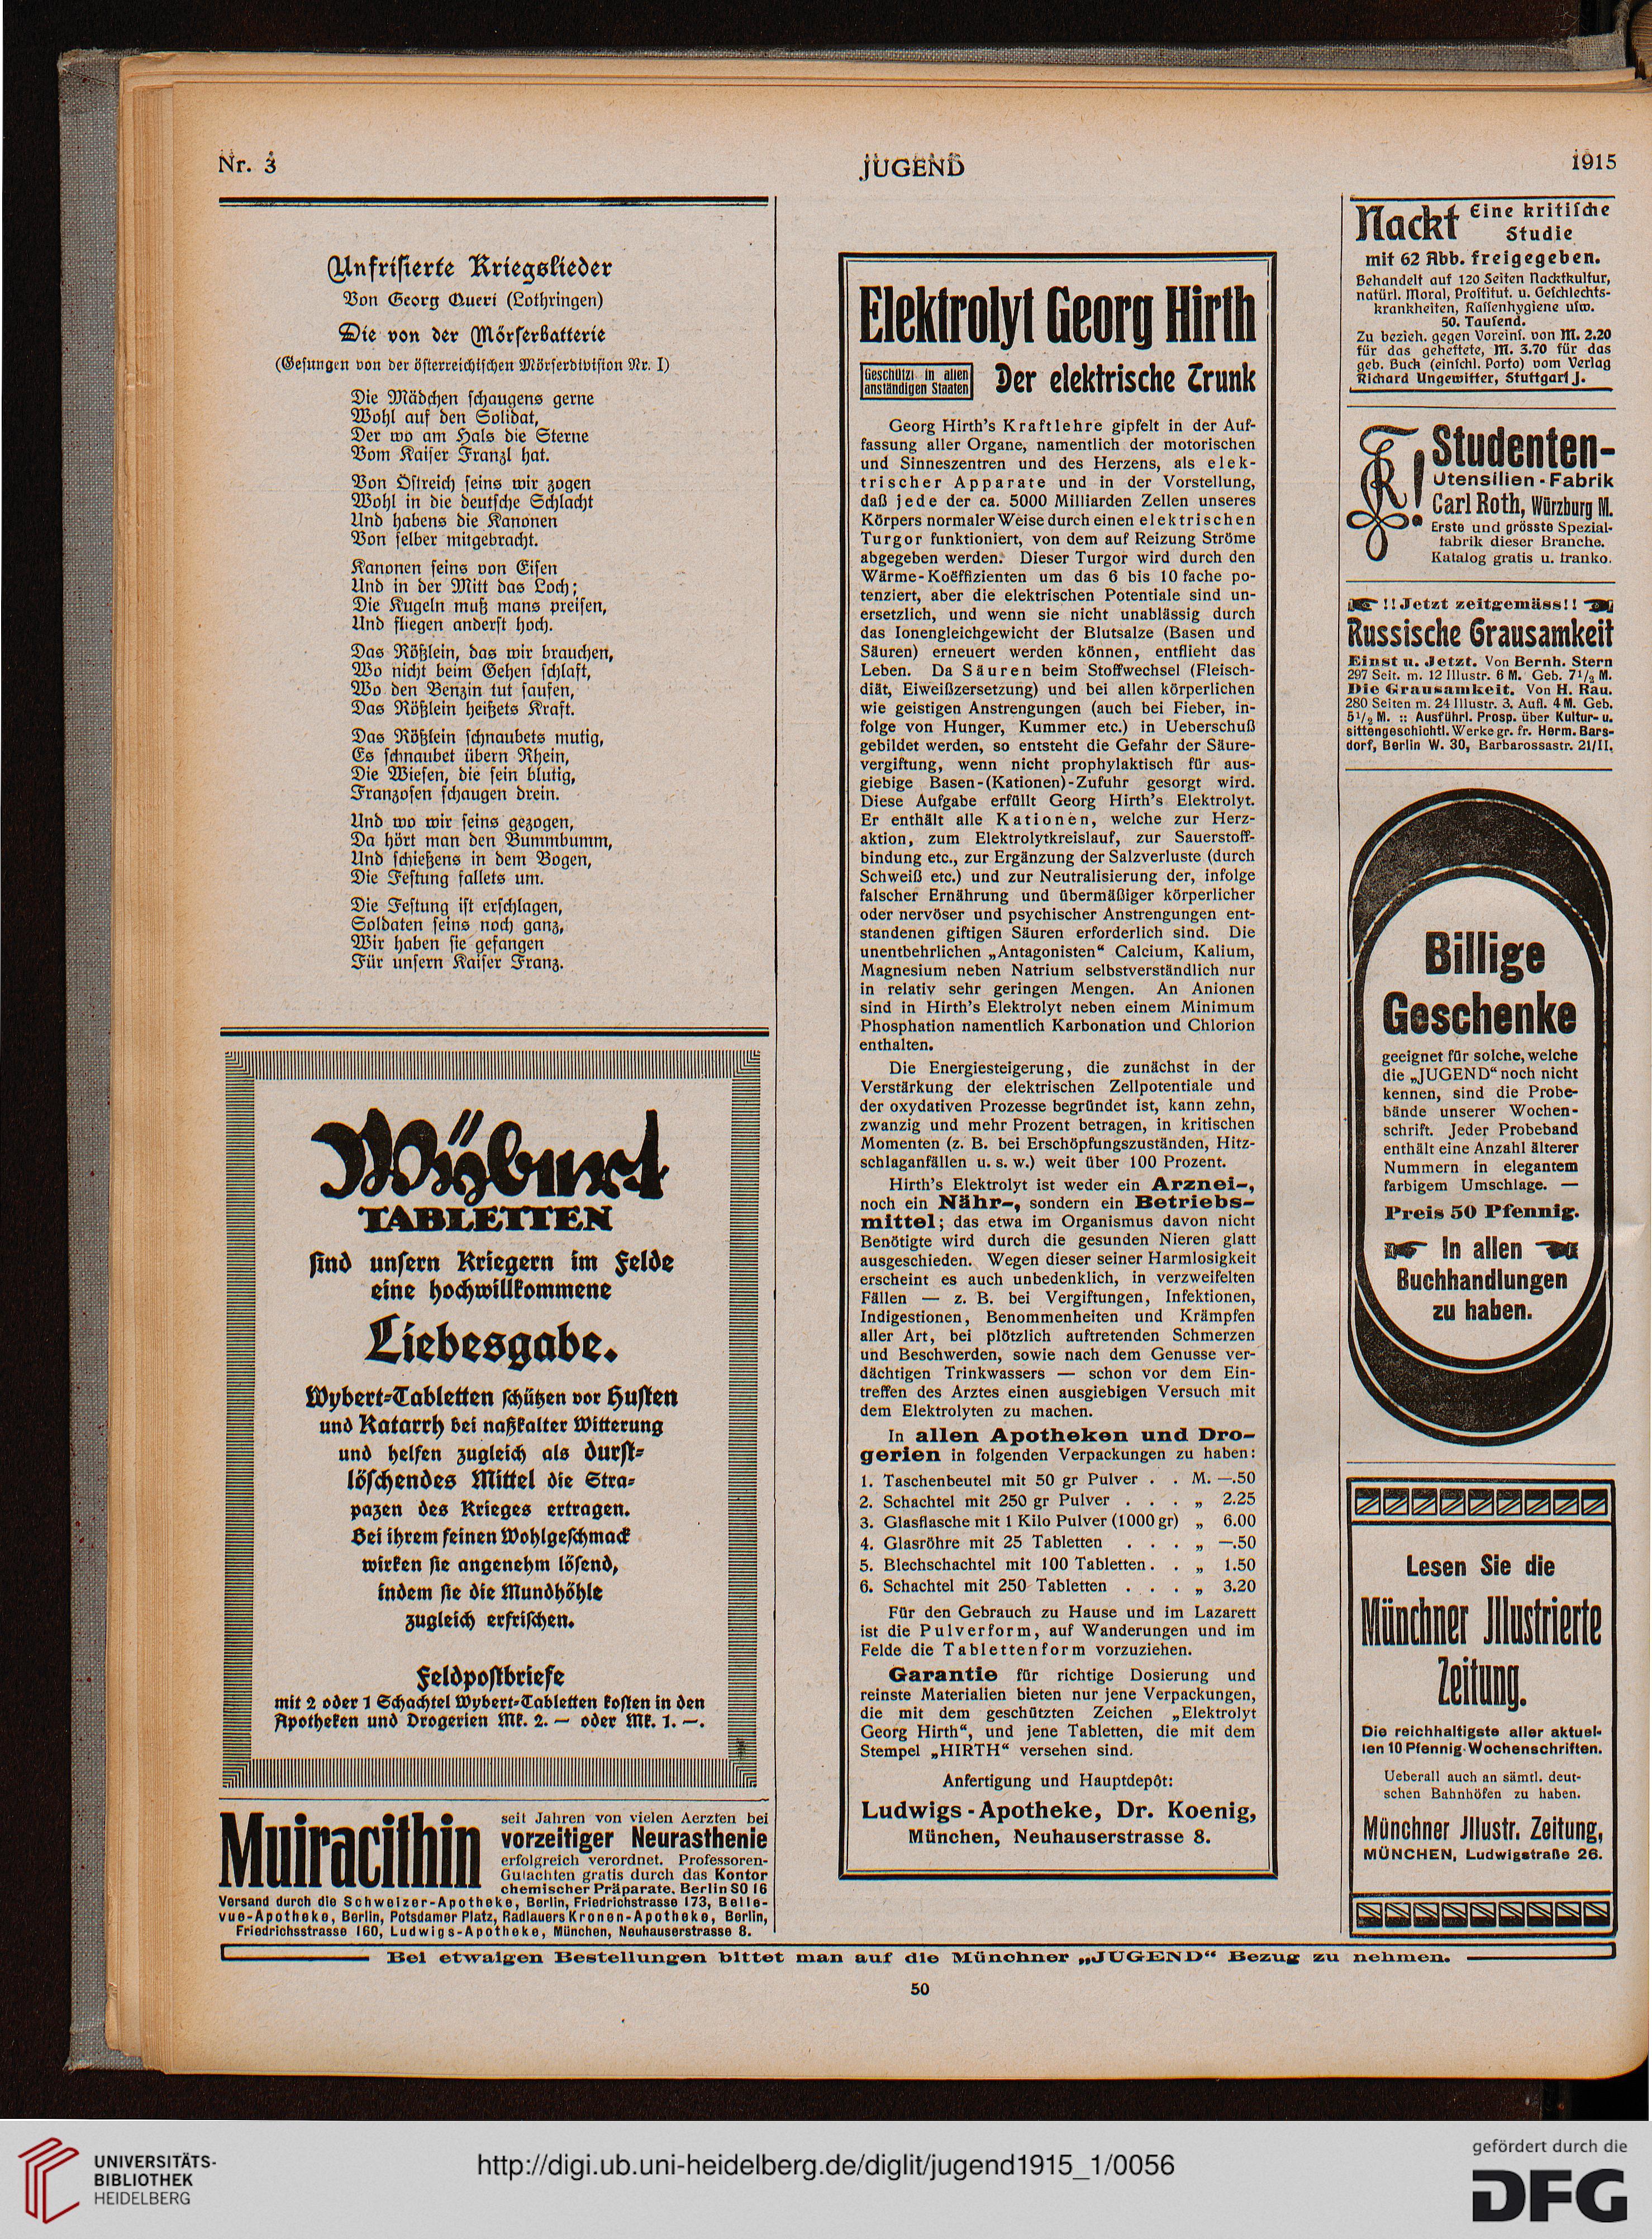 Nr. 3
JUGEND
1915
Unfrisierte Kriegslieder
Von Georg Queri (Lothringen)
Die von der Mörserbatterie
(Gesungen von der österreichischen Mörserdivision Nr. I)
Die Mädchen schaugens gerne
Wohl auf den Solidat,
Der wo am Hals die Sterne
Vom Kaiser Franzl hat.
Von Östreich seins wir zogen
Wohl in die deutsche Schlacht
Und habens die Kanonen
Von selber mitgebracht.
Kanonen seins von Eisen
Und in der Mitt das Loch;
Die Kugeln muß mans preisen,
Und fliegen anderst hoch.
Das Rößlein, das wir brauchen,
Wo nicht beim Gehen schlaft,
Wo den Benzin tut saufen,
Das Rößlein heißets Kraft.
Das Rößlein schnaubets mutig,
Es schnaubet übern Rhein,
Die Wiesen, die sein blutig,
Franzosen schaugen drein.
Und wo wir seins gezogen,
Da hört man den Bummbumm,
Und schießens in dem Bogen,
Die Festung fallets um.
Die Festung ist erschlagen,
Soldaten seins noch ganz,
Wir haben sie gefangen
Für unsern Kaiser Franz.
Wybert
TABLETTEN
sind unsern Kriegern im Felde
eine hochwillkommene
Liebesgabe.
Wybert-Tabletten schützen vor Husten
und Katarrh bei naßkalter Witterung
und helfen zugleich als durst-
löschendes Mittel die Stra-
pazen des Krieges ertragen.
Bei ihrem feinen Wohlgeschmack
wirken sie angenehm lösend,
indem sie die Mundhöhle
zugleich erfrischen.
Feldpostbriefe
mit 2 oder 1 Schachtel Wybert-Tabletten kosten in den
Apotheken und Drogerien Mk. 2. — oder Mk. 1. —.
Muiracithin
seit Jahren von vielen Aerzten bei
vorzeitiger Neurasthenie
erfolgreich verordnet. Professoren-
Gutachten gratis durch das Kontor
chemischer Präparate, Berlin SO 16
Versand durch die Schweizer-Apotheke, Berlin, Friedrichstrasse 173, Belle-
vue-Apotheke, Berlin, Potsdamer Platz, Radlauers Kronen-Apotheke, Berlin,
Friedrichsstrasse 160, Ludwigs-Apotheke, München, Neuhauserstrasse 8.
Elektrolyt Georg Hirth
Geschützt in allen
anständigen Staaten
Der elektrische Trunk
Georg Hirth's Kraftlehre gipfelt in der Auf-
fassung aller Organe, namentlich der motorischen
und Sinneszentren und des Herzens, als elek-
trischer Apparate und in der Vorstellung,
daß jede der ca. 5000 Milliarden Zellen unseres
Körpers normaler Weise durch einen elektrischen
Turgor funktioniert, von dem auf Reizung Ströme
abgegeben werden. Dieser Turgor wird durch den
Wärme-Koëffizienten um das 6 bis 10 fache po-
tenziert, aber die elektrischen Potentiale sind un-
ersetzlich, und wenn sie nicht unablässig durch
das Ionengleichgewicht der Blutsalze (Basen und
Säuren) erneuert werden können, entflieht das
Leben. Da Säuren beim Stoffwechsel (Fleisch-
diät, Eiweißzersetzung) und bei allen körperlichen
wie geistigen Anstrengungen (auch bei Fieber, in-
folge von Hunger, Kummer etc.) in Ueberschuß
gebildet werden, so entsteht die Gefahr der Säure-
vergiftung, wenn nicht prophylaktisch für aus-
giebige Basen-(Kationen)-Zufuhr gesorgt wird.
Diese Aufgabe erfüllt Georg Hirth's Elektrolyt.
Er enthält alle Kationen, welche zur Herz-
aktion, zum Elektrolytkreislauf, zur Sauerstoff-
bindung etc., zur Ergänzung der Salzverluste (durch
Schweiß etc.) und zur Neutralisierung der, infolge
falscher Ernährung und übermäßiger körperlicher
oder nervöser und psychischer Anstrengungen ent-
standenen giftigen Säuren erforderlich sind. Die
unentbehrlichen „Antagonisten“ Calcium, Kalium,
Magnesium neben Natrium selbstverständlich nur
in relativ sehr geringen Mengen. An Anionen
sind in Hirth's Elektrolyt neben einem Minimum
Phosphation namentlich Karbonation und Chlorion
enthalten.
Die Energiesteigerung, die zunächst in der
Verstärkung der elektrischen Zellpotentiale und
der oxydativen Prozesse begründet ist, kann zehn,
zwanzig und mehr Prozent betragen, in kritischen
Momenten (z. B. bei Erschöpfungszuständen, Hitz-
schlaganfällen u. s. w.) weit über 100 Prozent.
Hirth's Elektrolyt ist weder ein Arznei-,
noch ein Nähr-, sondern ein Betriebs-
mittel; das etwa im Organismus davon nicht
Benötigte wird durch die gesunden Nieren glatt
ausgeschieden. Wegen dieser seiner Harmlosigkeit
erscheint es auch unbedenklich, in verzweifelten
Fällen — z. B. bei Vergiftungen, Infektionen,
Indigestionen, Benommenheiten und Krämpfen
aller Art, bei plötzlich auftretenden Schmerzen
und Beschwerden, sowie nach dem Genusse ver-
dächtigen Trinkwassers — schon vor dem Ein-
treffen des Arztes einen ausgiebigen Versuch mit
dem Elektrolyten zu machen.
In allen Apotheken und Dro-
gerien in folgenden Verpackungen zu haben:
1. Taschenbeutel mit 50 gr Pulver . . M. —.50
2. Schachtel mit 250 gr Pulver . . . „ 2.25
3. Glasflasche mit 1 Kilo Pulver (1000 gr) „ 6.00
4. Glasröhre mit 25 Tabletten . . . „ —.50
5. Blechschachtel mit 100 Tabletten . . „ 1.50
6. Schachtel mit 250 Tabletten . . . „ 3.20
Für den Gebrauch zu Hause und im Lazarett
ist die Pulverform, auf Wanderungen und im
Felde die Tablettenform vorzuziehen.
Garantie für richtige Dosierung und
reinste Materialien bieten nur jene Verpackungen,
die mit dem geschützten Zeichen „Elektrolyt
Georg Hirth“, und jene Tabletten, die mit dem
Stempel „HIRTH“ versehen sind.
Anfertigung und Hauptdepôt:
Ludwigs-Apotheke, Dr. Koenig,
München, Neuhauserstrasse 8.
Nackt Eine kritische
Studie
mit 62 Abb. freigegeben.
Behandelt auf 120 Seiten Nacktkultur,
natürl. Moral, Prostitut. u. Geschlechts-
krankheiten, Rassenhygiene usw.
50. Tausend.
Zu bezieh. gegen Voreins. von M. 2.20
für das geheftete, M. 3.70 für das
geb. Buch (einschl. Porto) vom Verlag
Richard Ungewitter, Stuttgart J.
Studenten-
Utensilien-Fabrik
Carl Roth, Würzburg M.
Erste und grösste Spezial-
fabrik dieser Branche.
Katalog gratis u. franko.
!! Jetzt zeitgemäss!!
Russische Grausamkeit
Einst u. Jetzt. Von Bernh. Stern
297 Seit. m. 12 Illustr. 6 M. Geb. 7½ M.
Die Grausamkeit. Von H. Rau.
280 Seiten m. 24 Illustr. 3. Aufl. 4 M. Geb.
5½ M. :: Ausführl. Prosp. über Kultur- u.
sittengeschichtl. Werke gr. fr. Herm. Bars-
dorf, Berlin W. 30, Barbarossastr. 21/II.
Billige
Geschenke
geeignet für solche, welche
die „JUGEND“ noch nicht
kennen, sind die Probe-
bände unserer Wochen-
schrift. Jeder Probeband
enthält eine Anzahl älterer
Nummern in elegantem
farbigem Umschlage. —
Preis 50 Pfennig.
In allen
Buchhandlungen
zu haben.
Lesen Sie die
Münchner Jllustrierte
Zeitung.
Die reichhaltigste aller aktuel-
len 10 Pfennig-Wochenschriften.
Ueberall auch an sämtl. deut-
schen Bahnhöfen zu haben.
Münchner Jllustr. Zeitung,
MÜNCHEN, Ludwigstraße 26.
Bei etwaigen Bestellungen bittet man auf die Münchner „JUGEND“ Bezug zu nehmen.
50
UNIVERSITÄTS-
BIBLIOTHEK
HEIDELBERG
http://digi.ub.uni-heidelberg.de/diglit/jugend1915_1/0056
gefördert durch die
DFG